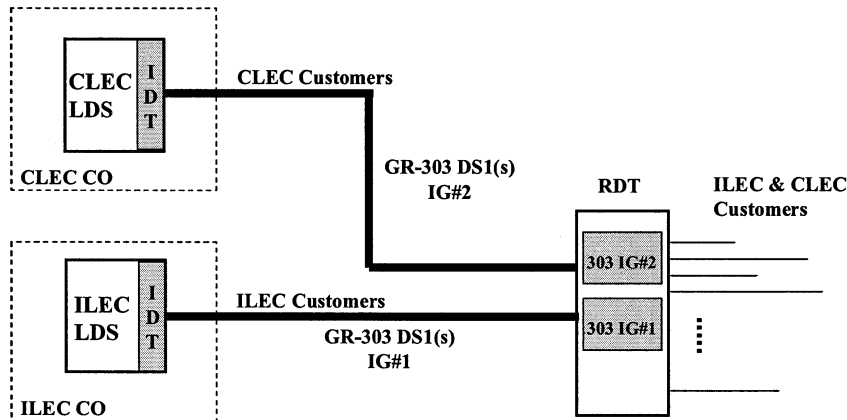 CLEC
LDS
I
D
T
CLEC CO
CLEC Customers
GR-303 DS1(s)
IG#2
RDT
ILEC & CLEC
Customers
303 IG#2
303 IG#1
ILEC
LDS
I
D
T
ILEC CO
ILEC Customers
GR-303 DS1(s)
IG#1